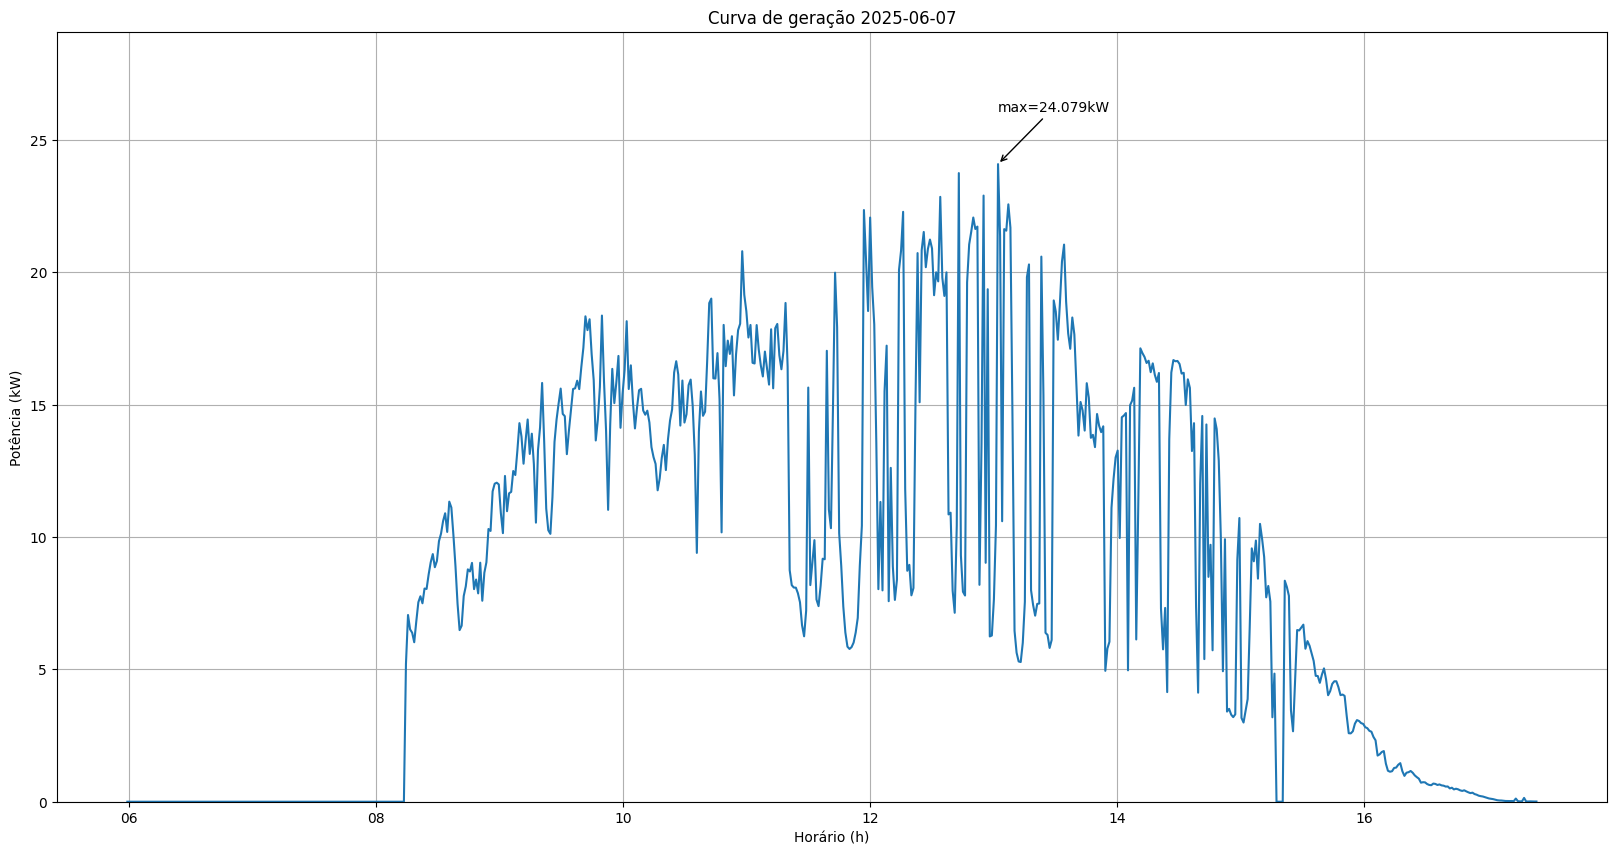 Curva de geração 2025-06-07
max=24.079kW
25
20
15
10
5
0
Potência (kW)
06 08 10 12 14 16
Horário (h)